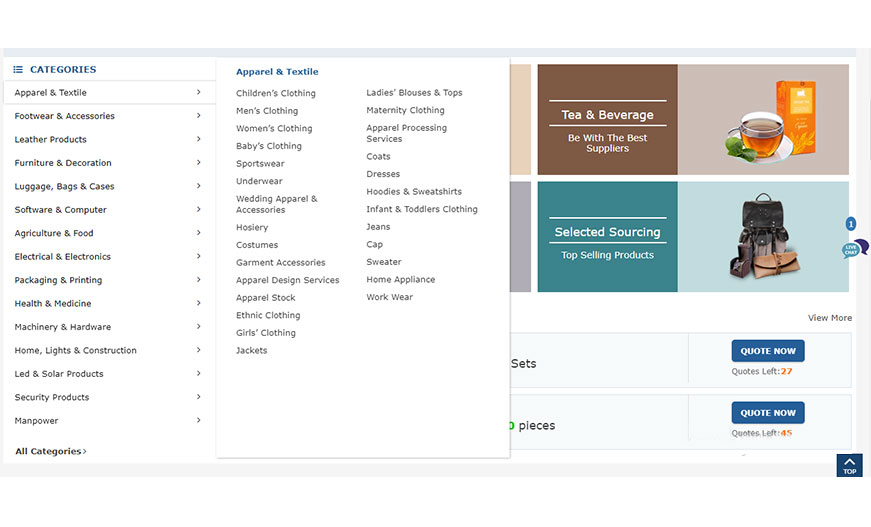 CATEGORIES
Apparel & Textile
Footwear & Accessories
Leather Products
Furniture & Decoration
Luggage, Bags & Cases
Software & Computer
Agriculture & Food
Electrical & Electronics
Packaging & Printing
Health & Medicine
Machinery & Hardware
Home, Lights & Construction
Led & Solar Products
Security Products
Manpower
All Categories
Apparel & Textile
Children's Clothing
Men's Clothing
Women's Clothing
Baby's Clothing
Sportswear
Underwear
Wedding Apparel &
Accessories
Hosiery
Costumes
Garment Accessories
Apparel Design Services
Apparel Stock
Ethnic Clothing
Girls' Clothing
Jackets
Ladies' Blouses & Tops
Maternity Clothing
Apparel Processing
Services
Coats
Dresses
Hoodies & Sweatshirts
Infant & Toddlers Clothing
Jeans
Cap
Sweater
Home Appliance
Work Wear
Tea & Beverage
Be With The Best
Suppliers
Selected Sourcing
Top Selling Products
1
LIVE
CHAT
View More
Sets
QUOTE NOW
Quotes Left:27
0 pieces
QUOTE NOW
Quotes Left:45
TOP